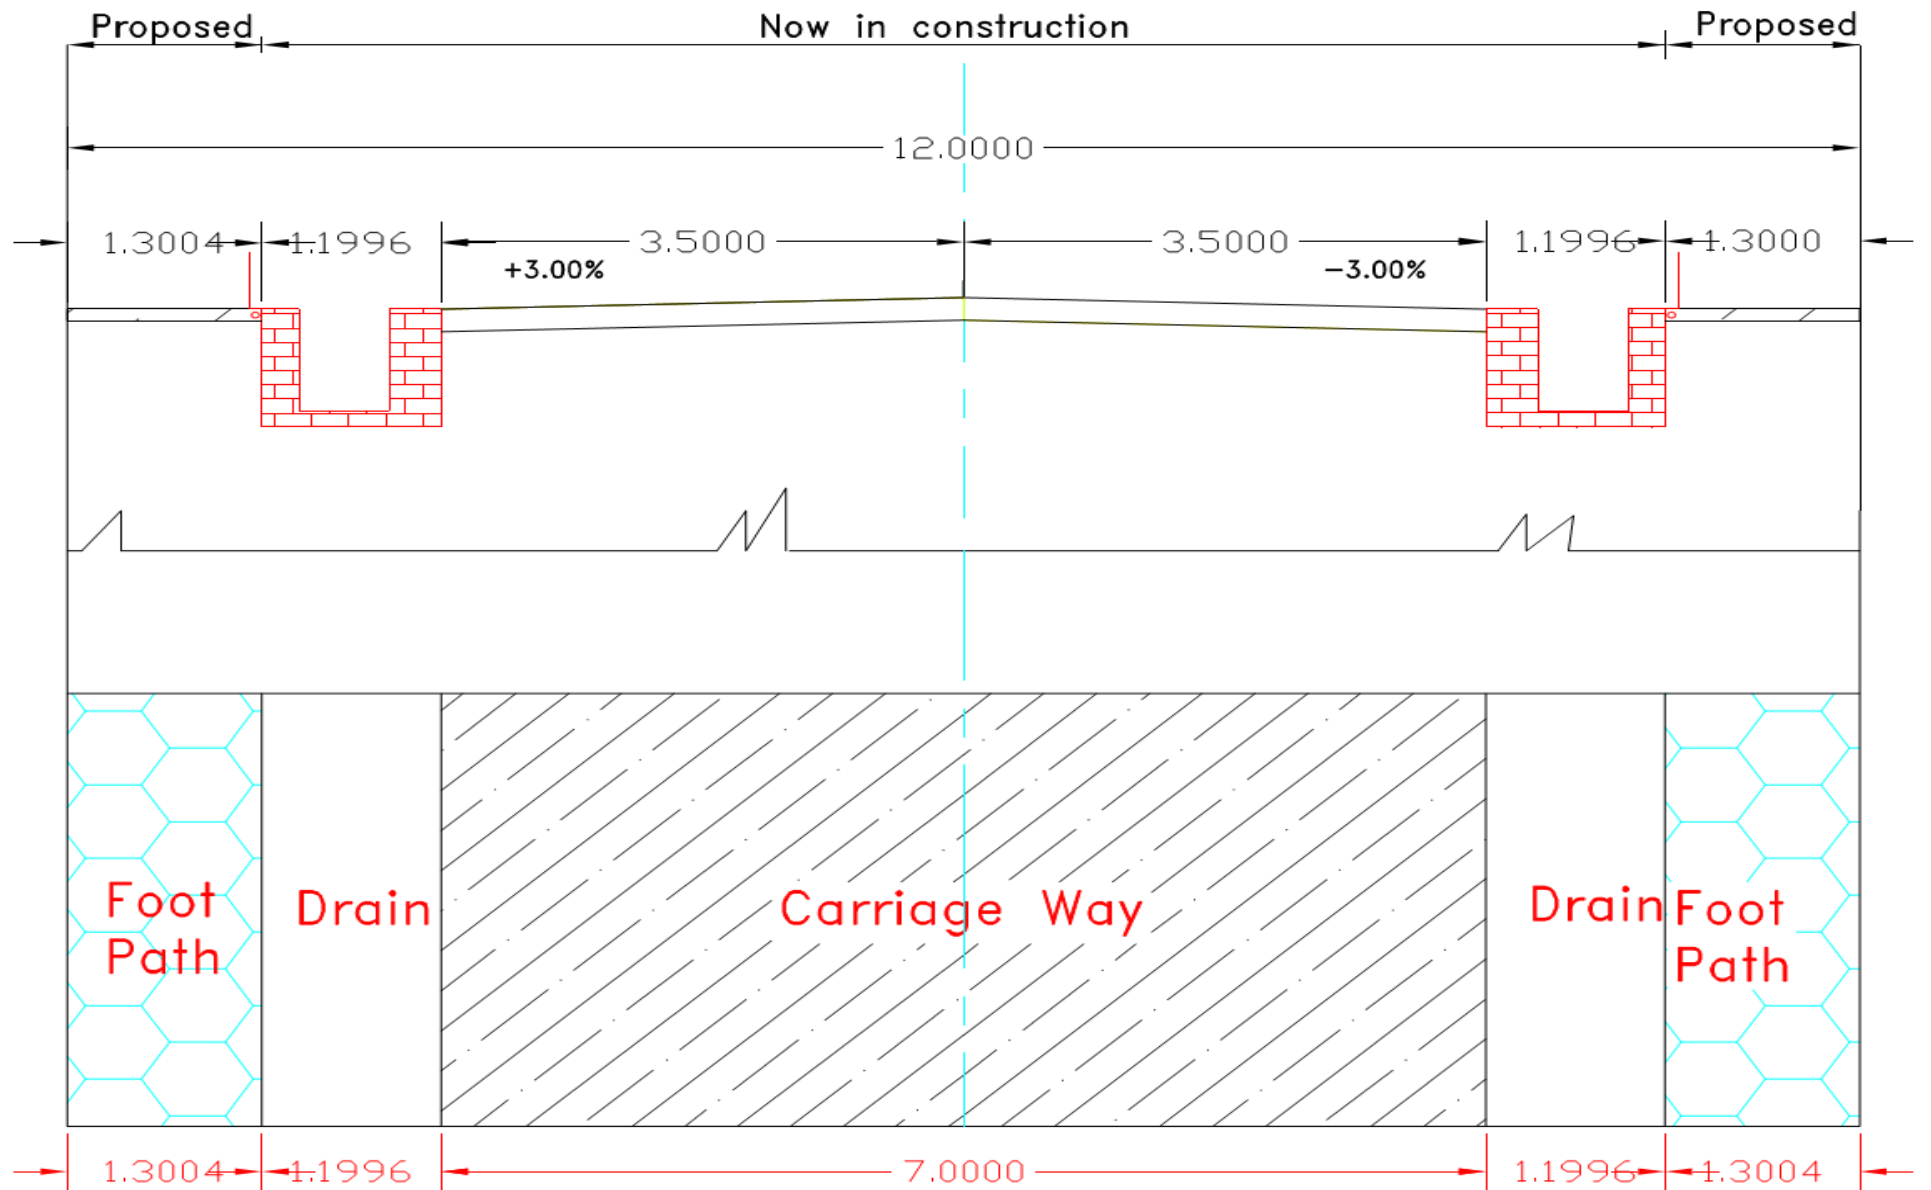 Proposed Now in construction Proposed
12.0000
1.3004 1.1996 3.5000 3.5000 1.1996 1.3000
+3.00% −3.00%
Foot
Path
Drain
Carriage Way
Drain
Foot
Path
1.3004 1.1996 7.0000 1.1996 1.3004